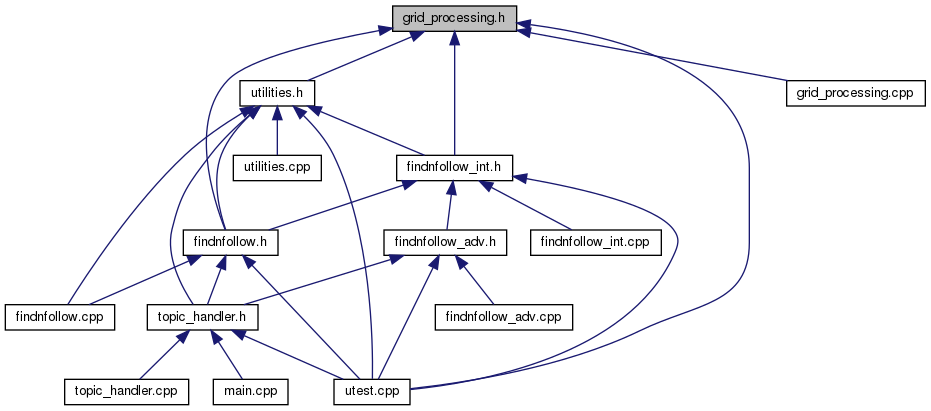 grid_processing.h
utilities.h
grid_processing.cpp
utilities.cpp
findnfollow_int.h
findnfollow.h
findnfollow_adv.h
findnfollow_int.cpp
findnfollow.cpp
topic_handler.h
findnfollow_adv.cpp
topic_handler.cpp
main.cpp
utest.cpp